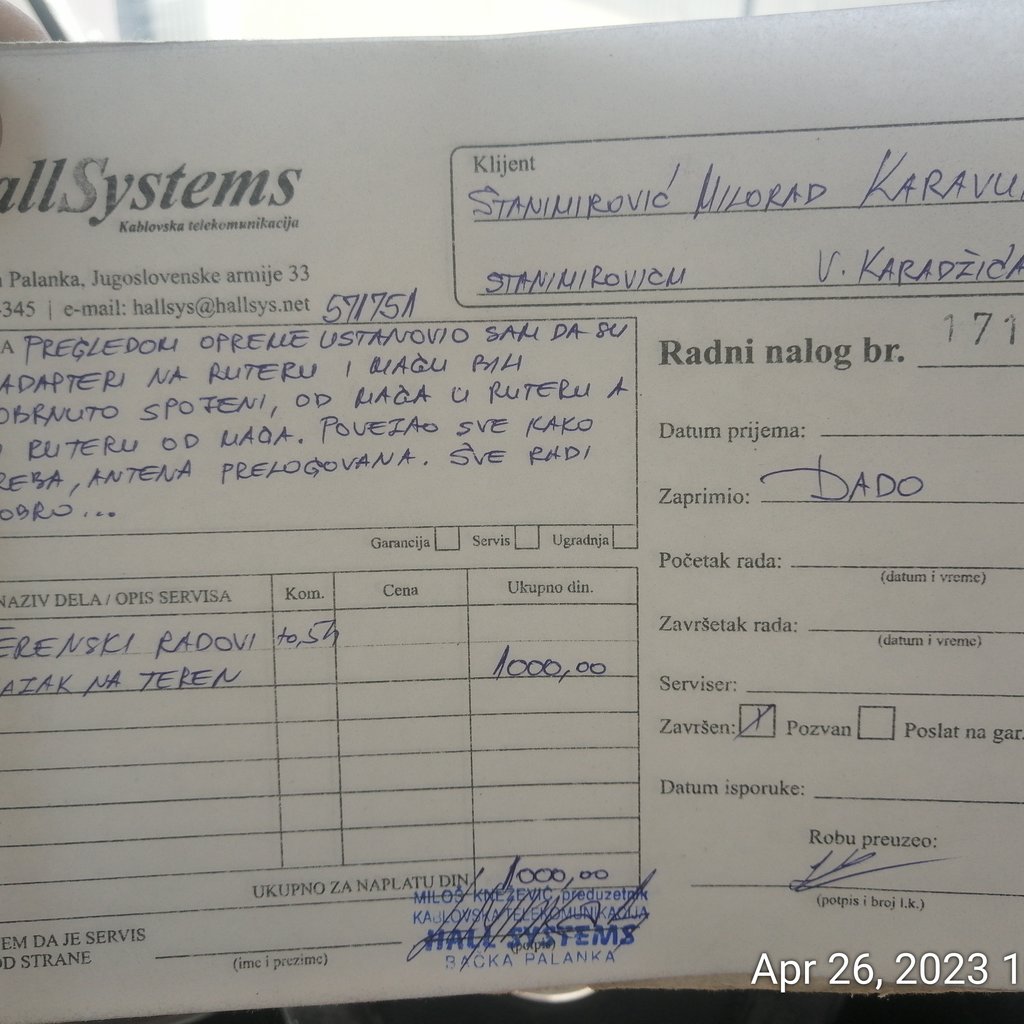 allSystems
Kablovska telekomunikacija
Palanka, Jugoslovenske armije 33
345 | e-mail: hallsys@hallsys.net
571751
Klijent
STANIMIROVIĆ MILORAD KARAVU
STANIMIROVICM V. KARADŽIĆA
A PREGLEDOM OPREME USTANOVIO SAM DA SU
ADAPTERI NA RUTERU I MAČU BILI
OBRNUTO SPOJENI, OD MAČA U RUTERU A
RUTERU OD MAČA. POVEZAO SVE KAKO
REBA, ANTENA PRELOGOVANA. SVE RADI
OBRO...
Garancija Servis Ugradnja
NAZIV DELA / OPIS SERVISA Kom. Cena Ukupno din.
ERENSKI RADOVI to,5h
AZAK NA TEREN 1000,00
UKUPNO ZA NAPLATU DIN 1000,00
EM DA JE SERVIS
OD STRANE
(ime i prezime)
(potpis)
MILOŠ KNEŽEVIĆ preduzetnik
KABLOVSKA TELEKOMUNIKACIJA
HALL SYSTEMS
BAČKA PALANKA
Radni nalog br. 171
Datum prijema:
Zaprimio: DADO
Početak rada:
(datum i vreme)
Završetak rada:
(datum i vreme)
Serviser:
Završen: X Pozvan Poslat na gar.
Datum isporuke:
Robu preuzeo:
(potpis i broj l.k.)
Apr 26, 2023 1